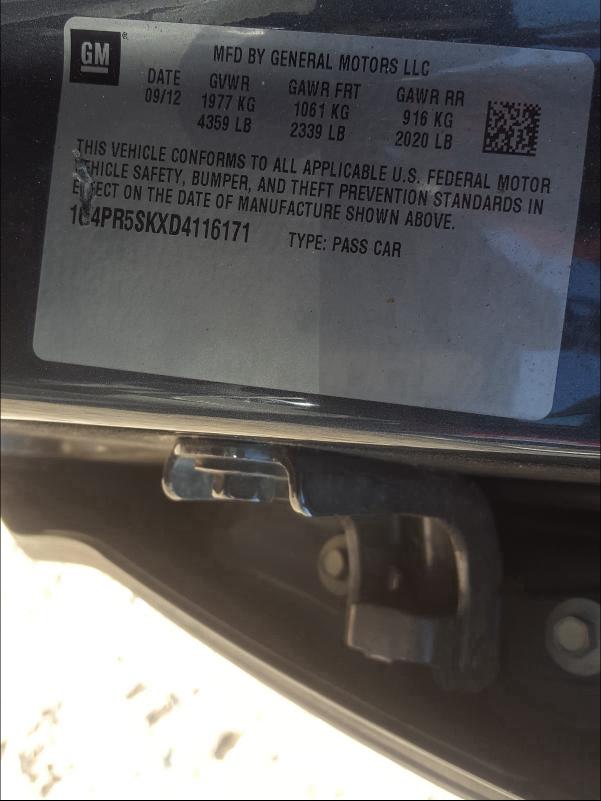 GM ®
MFD BY GENERAL MOTORS LLC
DATE GVWR GAWR FRT GAWR RR
09/12 1977 KG 1061 KG 916 KG
4359 LB 2339 LB 2020 LB
THIS VEHICLE CONFORMS TO ALL APPLICABLE U.S. FEDERAL MOTOR
VEHICLE SAFETY, BUMPER, AND THEFT PREVENTION STANDARDS IN
EFFECT ON THE DATE OF MANUFACTURE SHOWN ABOVE.
TYPE: PASS CAR